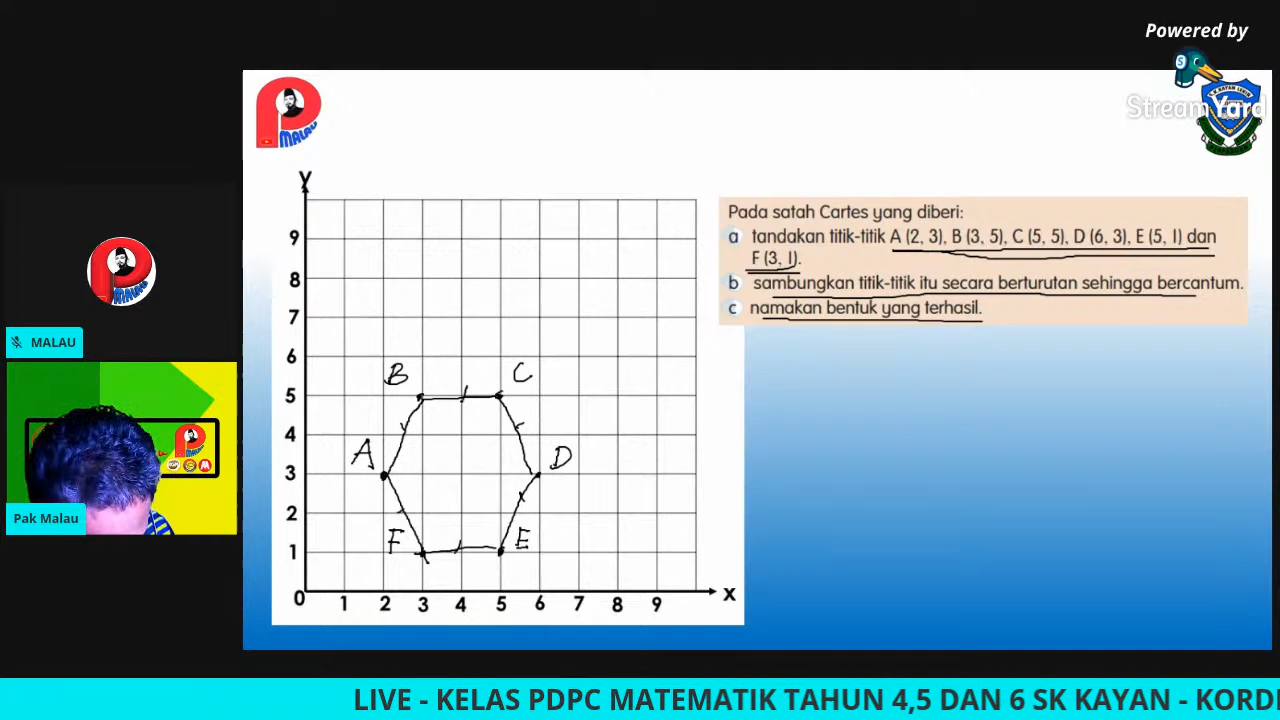 Powered by
StreamYard
MALAU
Y
Pada satah Cartes yang diberi:
a tandakan titik-titik A (2, 3), B (3, 5), C (5, 5), D (6, 3), E (5, 1) dan
F (3, 1).
b sambungkan titik-titik itu secara berturutan sehingga bercantum.
c namakan bentuk yang terhasil.
9
8
7
6
5
4
3
2
1
B C
A D
F E
0 1 2 3 4 5 6 7 8 9 x
MALAU
MALAU
Pak Malau
LIVE - KELAS PDPC MATEMATIK TAHUN 4,5 DAN 6 SK KAYAN - KORD